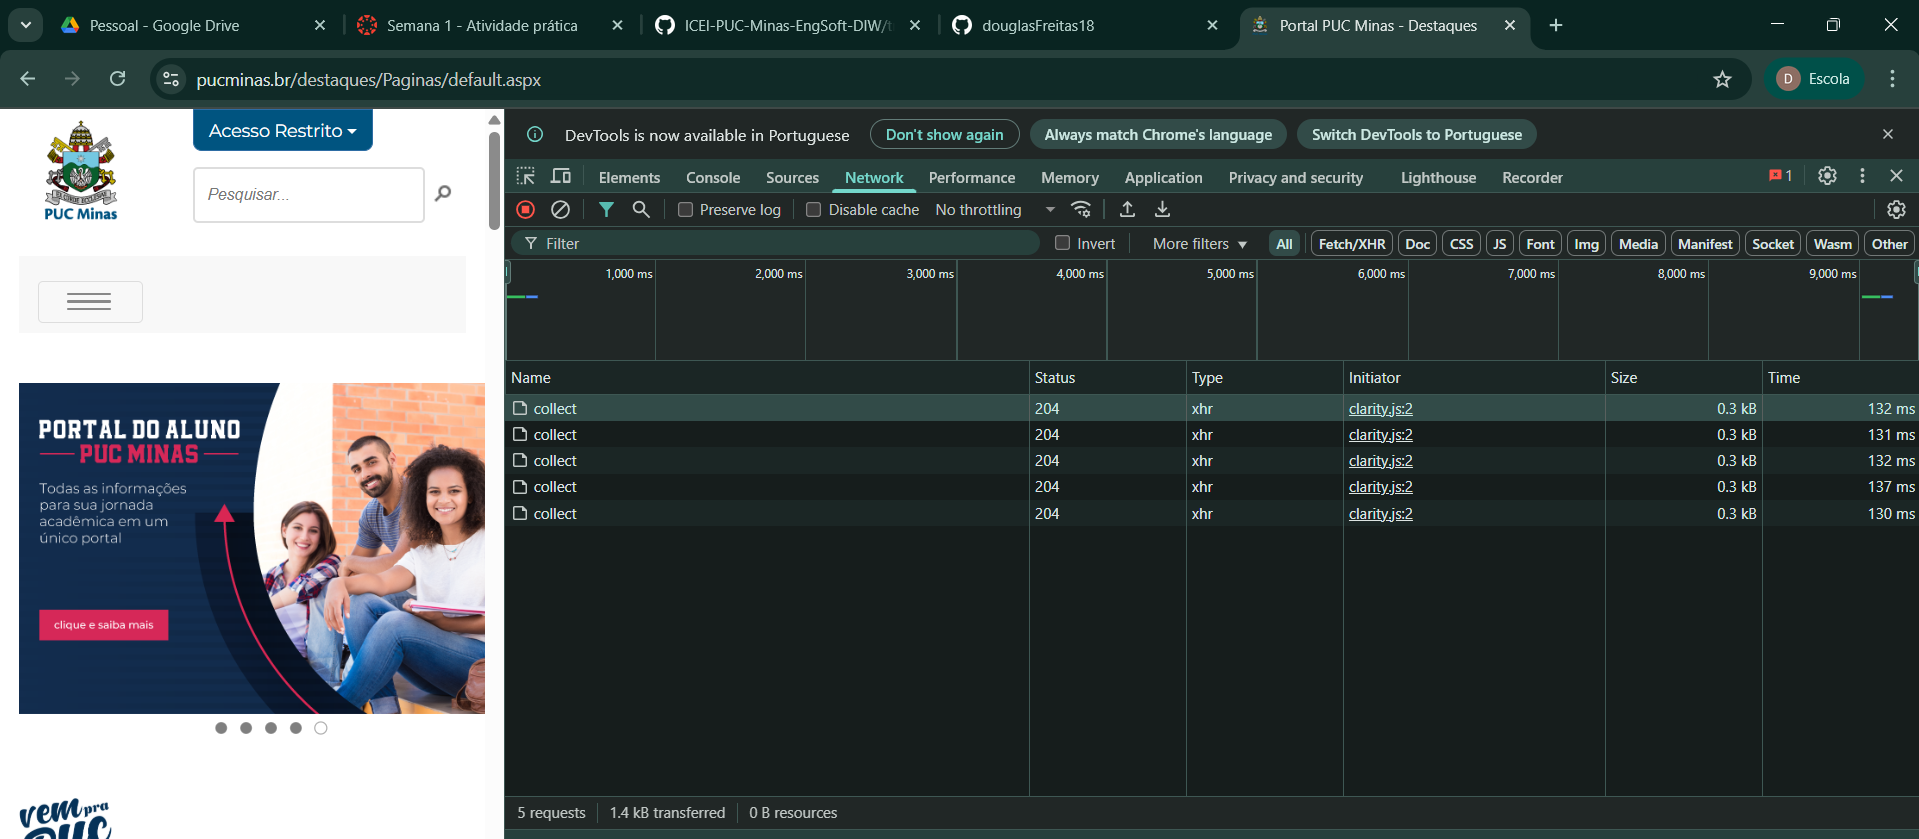 Pessoal - Google Drive
Semana 1 - Atividade prática
ICEI-PUC-Minas-EngSoft-DIW/t
douglasFreitas18
Portal PUC Minas - Destaques
pucminas.br/destaques/Paginas/default.aspx
D
Escola
Acesso Restrito
Pesquisar...
PUC Minas
PORTAL DO ALUNO
PUC MINAS
Todas as informações
para sua jornada
acadêmica em um
único portal
clique e saiba mais
vem pra
PUC
DevTools is now available in Portuguese
Don't show again
Always match Chrome's language
Switch DevTools to Portuguese
Elements Console Sources Network Performance Memory Application Privacy and security Lighthouse Recorder
1
Preserve log Disable cache No throttling
Filter Invert More filters All Fetch/XHR Doc CSS JS Font Img Media Manifest Socket Wasm Other
1,000 ms 2,000 ms 3,000 ms 4,000 ms 5,000 ms 6,000 ms 7,000 ms 8,000 ms 9,000 ms
Name Status Type Initiator Size Time
collect 204 xhr clarity.js:2 0.3 kB 132 ms
collect 204 xhr clarity.js:2 0.3 kB 131 ms
collect 204 xhr clarity.js:2 0.3 kB 132 ms
collect 204 xhr clarity.js:2 0.3 kB 137 ms
collect 204 xhr clarity.js:2 0.3 kB 130 ms
5 requests 1.4 kB transferred 0 B resources